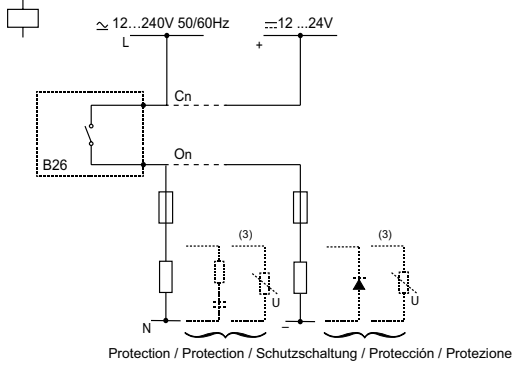 ≃ 12...240V 50/60Hz
⎓12 ...24V
L
+
Cn
On
B26
(3)
(3)
U
U
N
–
Protection / Protection / Schutzschaltung / Protección / Protezione